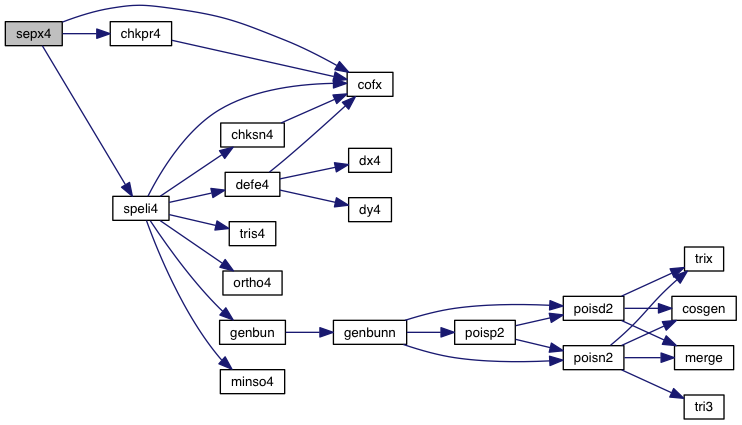 sepx4
chkpr4
cofx
chksn4
dx4
defe4
speli4
dy4
tris4
trix
ortho4
poisd2
cosgen
genbun
genbunn
poisp2
poisn2
merge
minso4
tri3